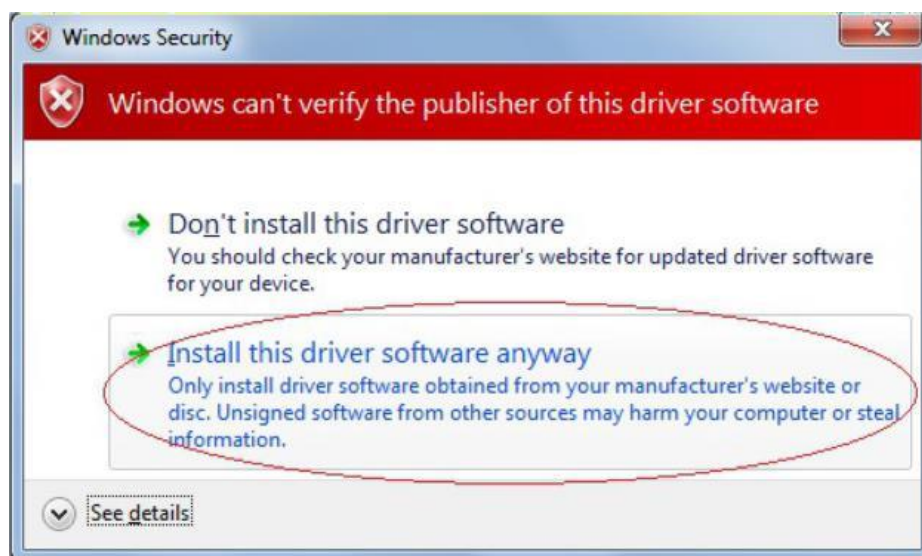 Windows Security
Windows can't verify the publisher of this driver software
Don't install this driver software
You should check your manufacturer's website for updated driver software
for your device.
Install this driver software anyway
Only install driver software obtained from your manufacturer's website or
disc. Unsigned software from other sources may harm your computer or steal
information.
See details